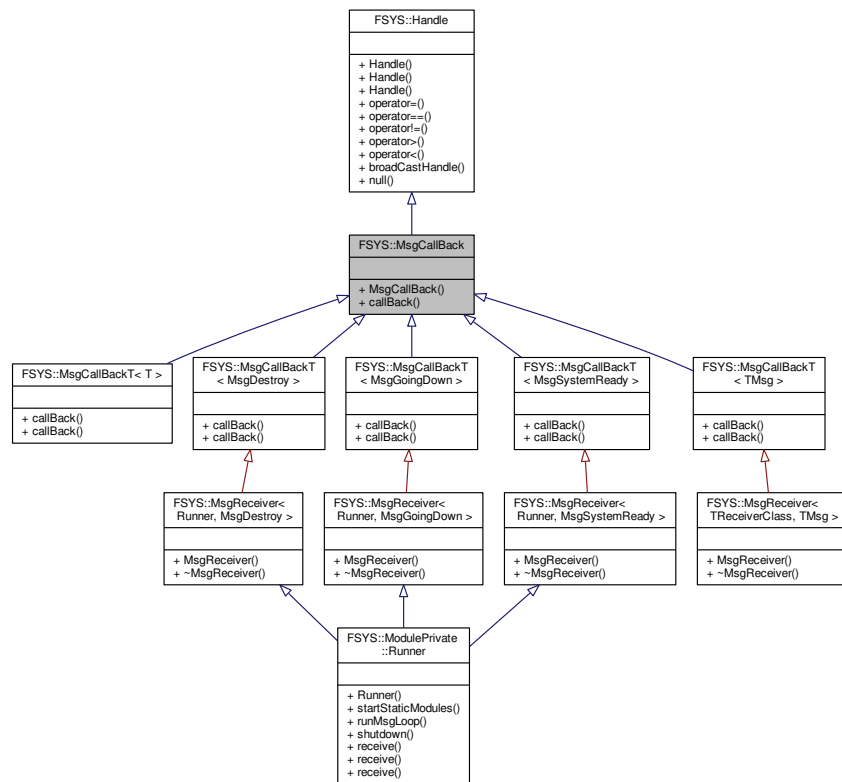 FSYS::Handle
+ Handle()
+ Handle()
+ Handle()
+ operator=()
+ operator==()
+ operator!=()
+ operator>()
+ operator<()
+ broadCastHandle()
+ null()
FSYS::MsgCallBack
+ MsgCallBack()
+ callBack()
FSYS::MsgCallBackT< T >
+ callBack()
+ callBack()
FSYS::MsgCallBackT
< MsgDestroy >
+ callBack()
+ callBack()
FSYS::MsgCallBackT
< MsgGoingDown >
+ callBack()
+ callBack()
FSYS::MsgCallBackT
< MsgSystemReady >
+ callBack()
+ callBack()
FSYS::MsgCallBackT
< TMsg >
+ callBack()
+ callBack()
FSYS::MsgReceiver<
Runner, MsgDestroy >
+ MsgReceiver()
+ ~MsgReceiver()
FSYS::MsgReceiver<
Runner, MsgGoingDown >
+ MsgReceiver()
+ ~MsgReceiver()
FSYS::MsgReceiver<
Runner, MsgSystemReady >
+ MsgReceiver()
+ ~MsgReceiver()
FSYS::MsgReceiver<
TReceiverClass, TMsg >
+ MsgReceiver()
+ ~MsgReceiver()
FSYS::ModulePrivate
::Runner
+ Runner()
+ startStaticModules()
+ runMsgLoop()
+ shutdown()
+ receive()
+ receive()
+ receive()